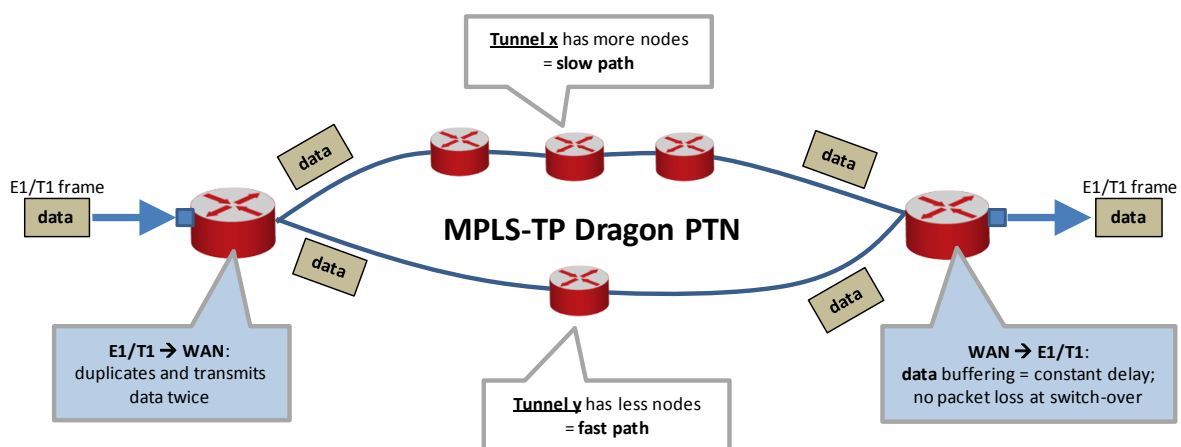 Tunnel x has more nodes
= slow path
data
data
E1/T1 frame
data
E1/T1 frame
data
MPLS-TP Dragon PTN
data
data
E1/T1 → WAN:
duplicates and transmits
data twice
WAN → E1/T1:
data buffering = constant delay;
no packet loss at switch-over
Tunnel y has less nodes
= fast path